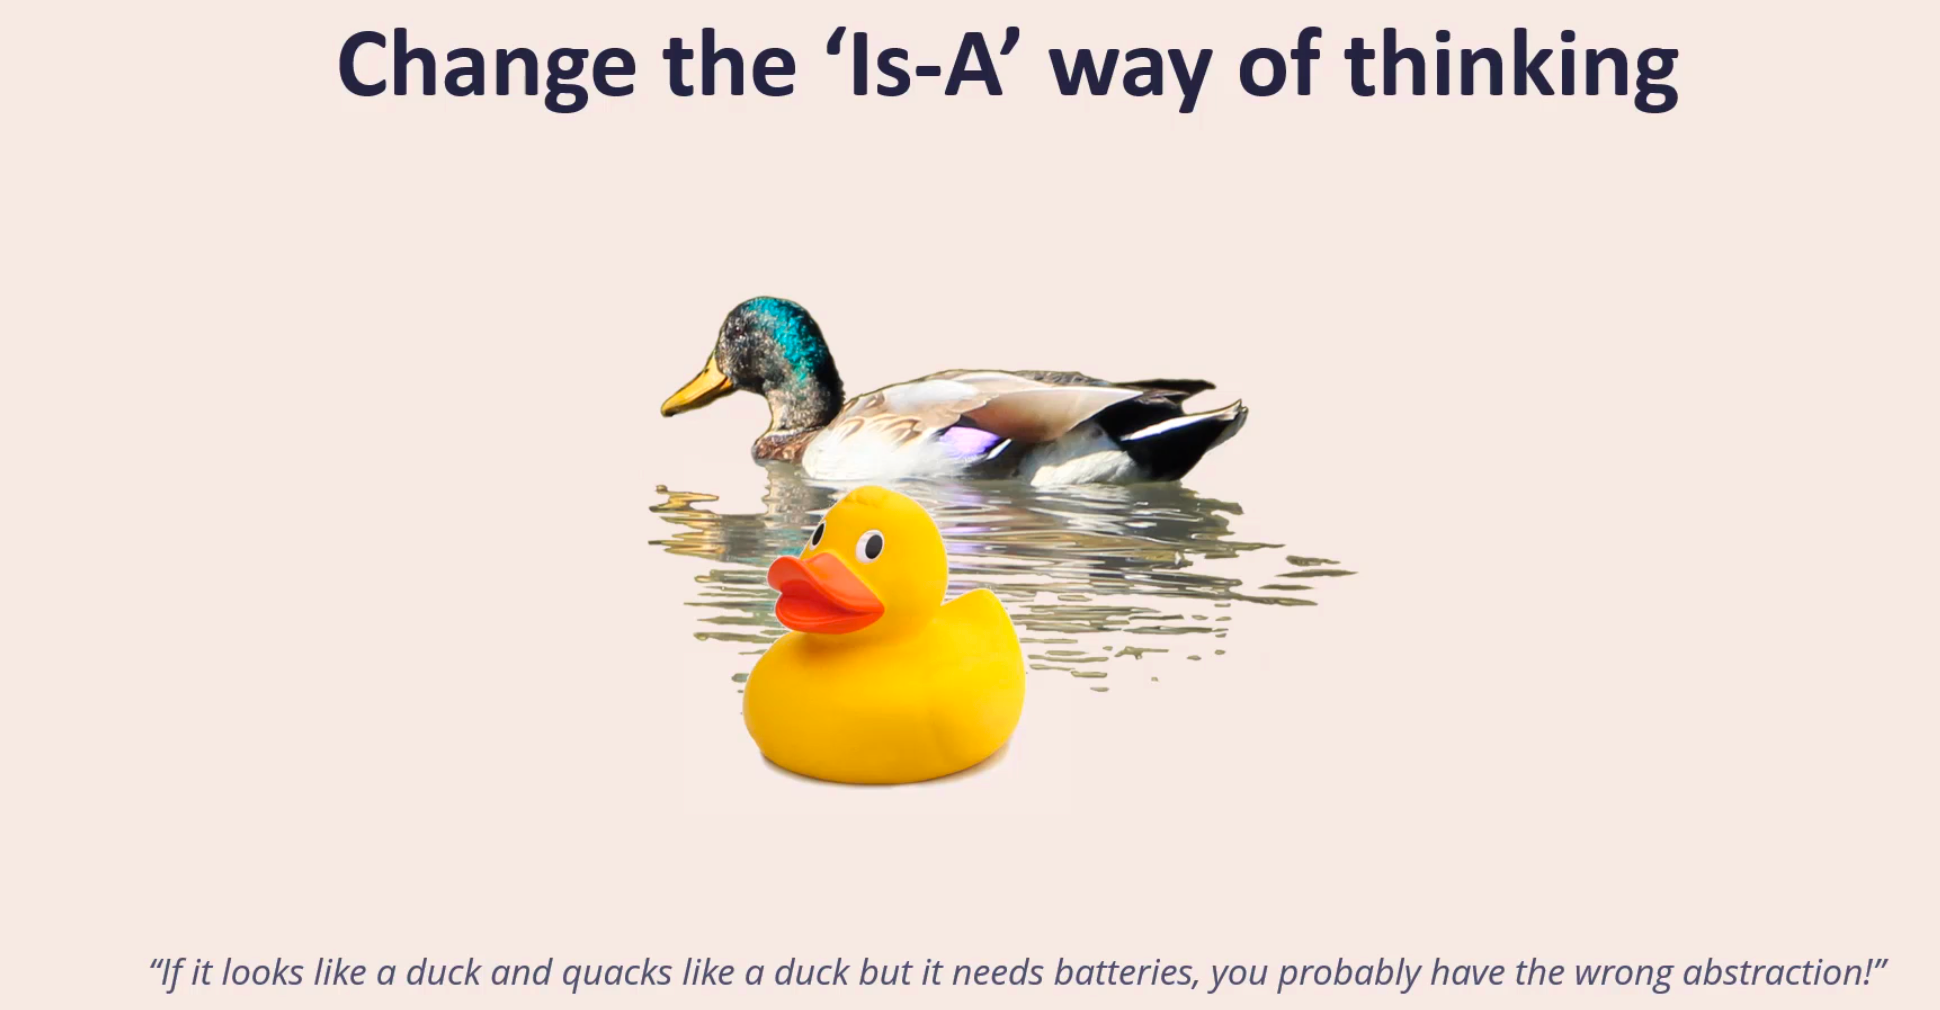 Change the ‘Is-A’ way of thinking
“If it looks like a duck and quacks like a duck but it needs batteries, you probably have the wrong abstraction!”